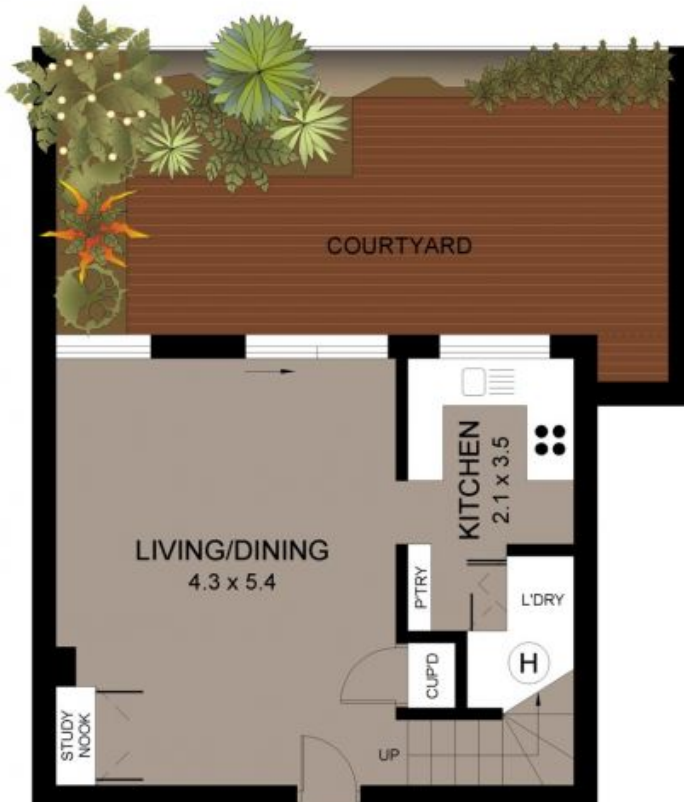 COURTYARD
KITCHEN
2.1 x 3.5
LIVING/DINING
4.3 x 5.4
P'TRY
L'DRY
H
CUP'D
STUDY
NOOK
UP